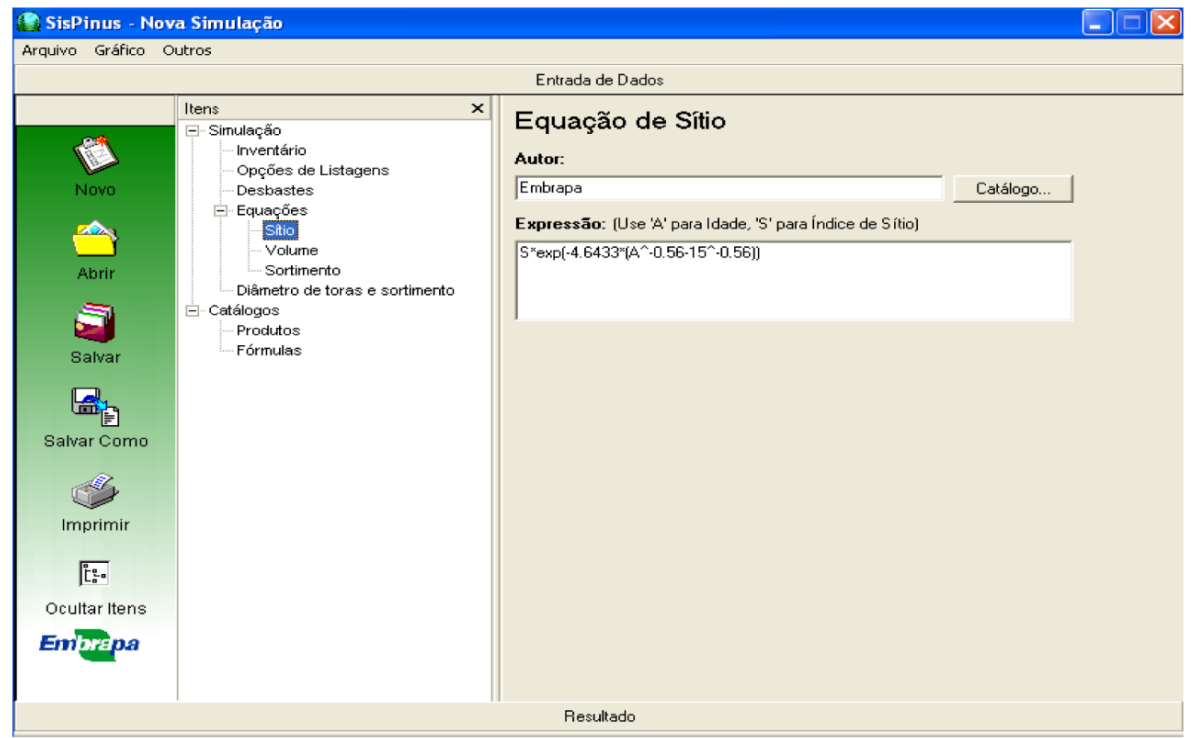 SisPinus - Nova Simulação
Arquivo Gráfico Outros
Entrada de Dados
Novo
Abrir
Salvar
Salvar Como
Imprimir
Ocultar Itens
Embrapa
Itens
Simulação
Inventário
Opções de Listagens
Desbastes
Equações
Sítio
Volume
Sortimento
Diâmetro de toras e sortimento
Catálogos
Produtos
Fórmulas
Equação de Sítio
Autor:
Embrapa Catálogo...
Expressão: (Use 'A' para Idade, 'S' para Índice de Sítio)
S*exp(-4.6433*(A^-0.56-15^-0.56))
Resultado